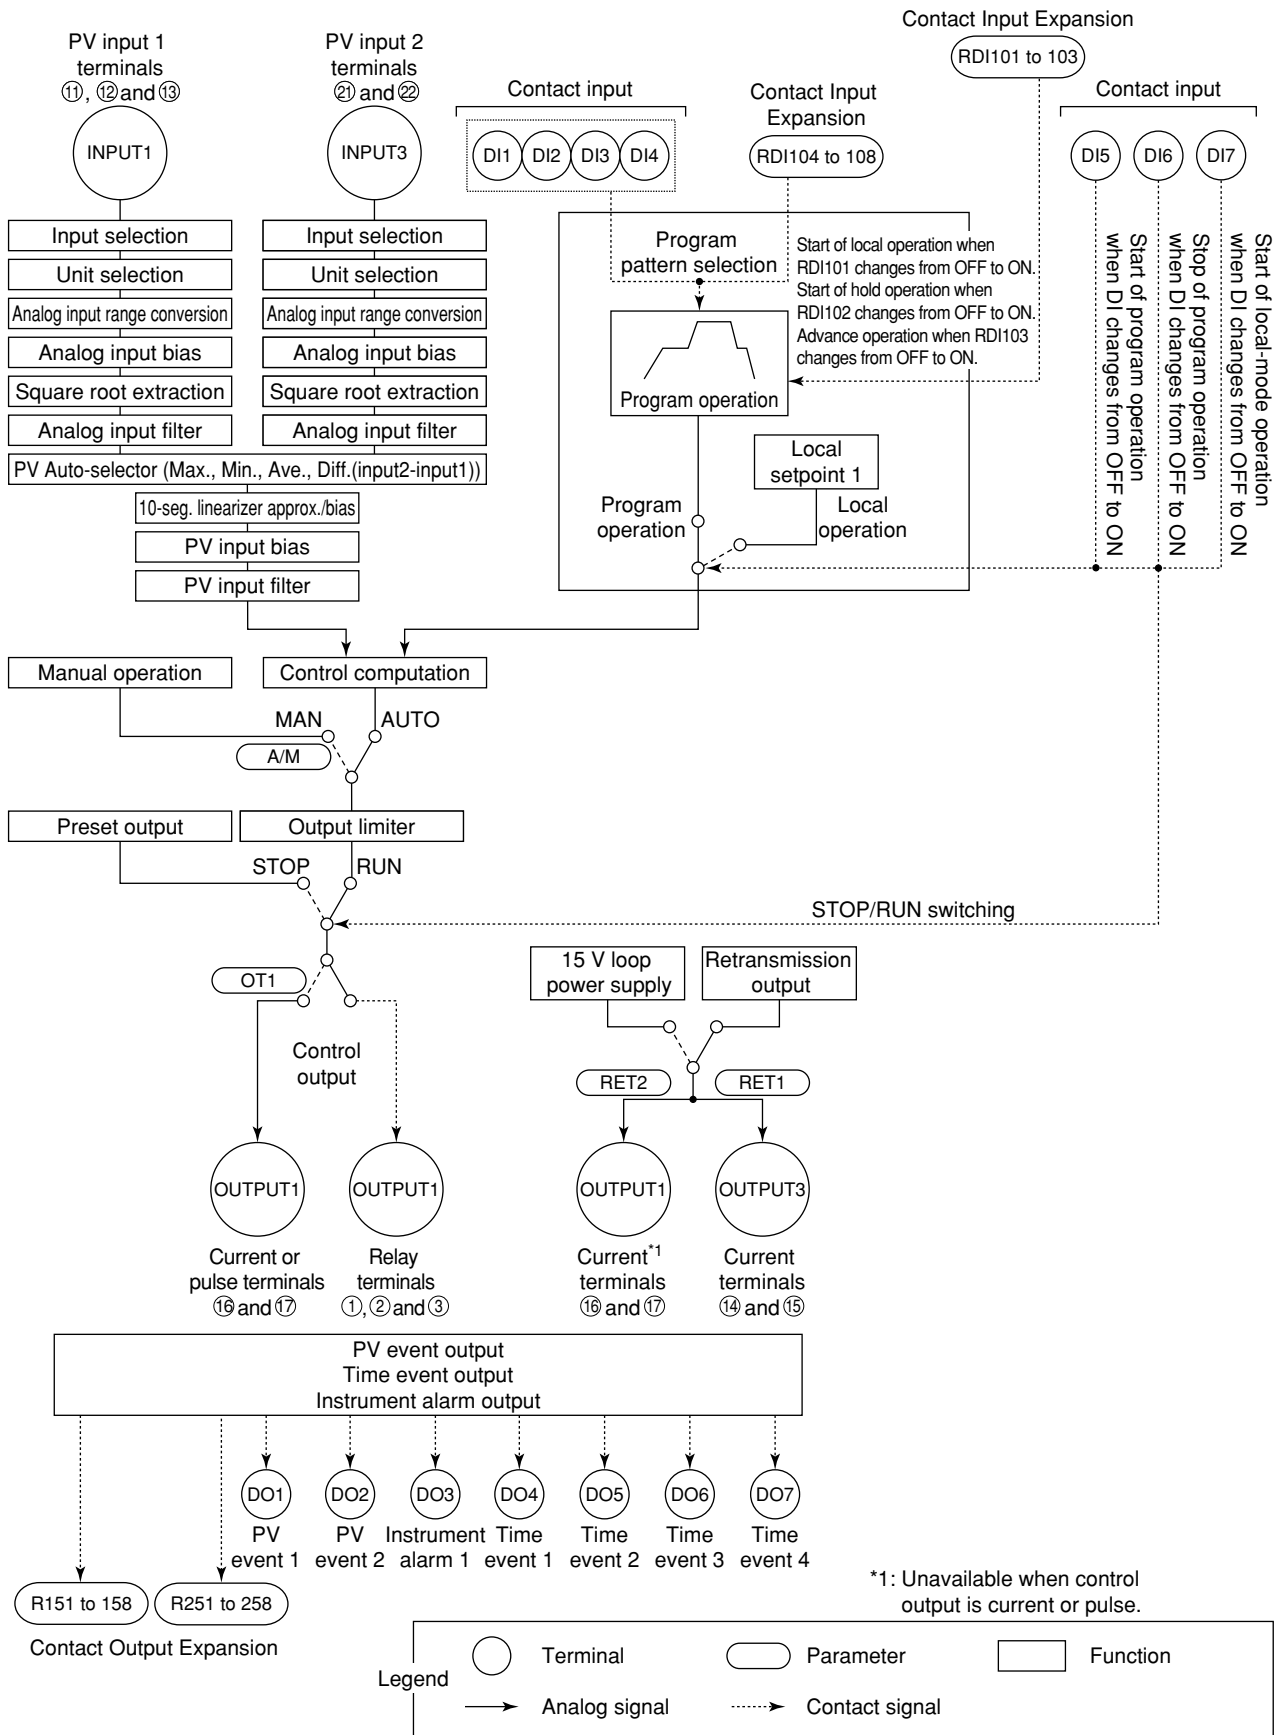 Contact Input Expansion
RDI101 to 103
PV input 1
terminals
⑪, ⑫ and ⑬
INPUT1
PV input 2
terminals
㉑ and ㉒
INPUT3
Contact input
DI1 DI2 DI3 DI4
Contact Input
Expansion
RDI104 to 108
Contact input
DI5 DI6 DI7
Input selection
Unit selection
Analog input range conversion
Analog input bias
Square root extraction
Analog input filter
Input selection
Unit selection
Analog input range conversion
Analog input bias
Square root extraction
Analog input filter
PV Auto-selector (Max., Min., Ave., Diff.(input2-input1))
10-seg. linearizer approx./bias
PV input bias
PV input filter
Program
pattern selection
Start of local operation when
RDI101 changes from OFF to ON.
Start of hold operation when
RDI102 changes from OFF to ON.
Advance operation when RDI103
changes from OFF to ON.
Program operation
Local
setpoint 1
Program
operation
Local
operation
Start of program operation
when DI changes from OFF to ON
Stop of program operation
when DI changes from OFF to ON
Start of local-mode operation
when DI changes from OFF to ON
Manual operation
Control computation
MAN AUTO
A/M
Preset output
Output limiter
STOP RUN
STOP/RUN switching
OT1
Control
output
15 V loop
power supply
Retransmission
output
RET2 RET1
OUTPUT1
Current or
pulse terminals
⑯ and ⑰
OUTPUT1
Relay
terminals
①, ② and ③
OUTPUT1
Current*1
terminals
⑯ and ⑰
OUTPUT3
Current
terminals
⑭ and ⑮
PV event output
Time event output
Instrument alarm output
DO1
PV
event 1
DO2
PV
event 2
DO3
Instrument
alarm 1
DO4
Time
event 1
DO5
Time
event 2
DO6
Time
event 3
DO7
Time
event 4
R151 to 158
R251 to 258
Contact Output Expansion
*1: Unavailable when control
output is current or pulse.
Legend
Terminal
Parameter
Function
Analog signal
Contact signal